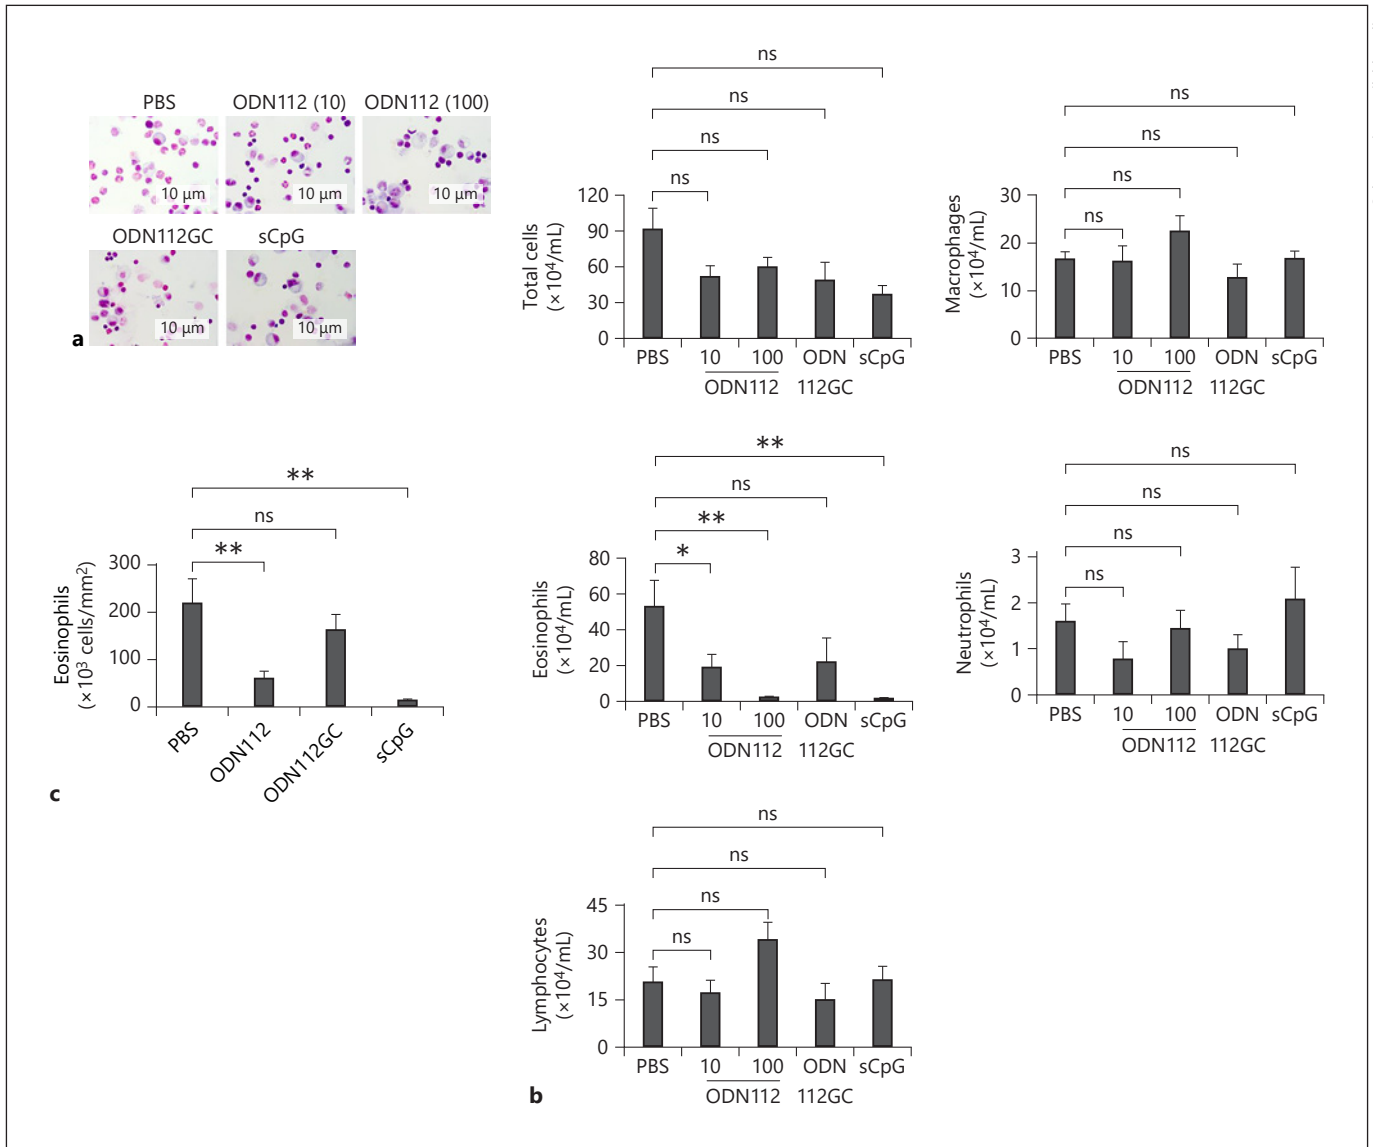 PBS ODN112 (10) ODN112 (100)
10 µm 10 µm 10 µm
ODN112GC sCpG
10 µm 10 µm
a
ns
ns
ns
ns
120
90
60
30
0
Total cells
(×10⁴/mL)
PBS 10 100 ODN sCpG
ODN112 112GC
ns
ns
ns
ns
30
20
10
0
Macrophages
(×10⁴/mL)
PBS 10 100 ODN sCpG
ODN112 112GC
**
ns
**
300
200
100
0
Eosinophils
(×10³ cells/mm²)
PBS ODN112 ODN112GC sCpG
c
**
ns
**
*
80
60
40
20
0
Eosinophils
(×10⁴/mL)
PBS 10 100 ODN sCpG
ODN112 112GC
ns
ns
ns
ns
3
2
1
0
Neutrophils
(×10⁴/mL)
PBS 10 100 ODN sCpG
ODN112 112GC
ns
ns
ns
ns
45
30
15
0
Lymphocytes
(×10⁴/mL)
PBS 10 100 ODN sCpG
ODN112 112GC
b